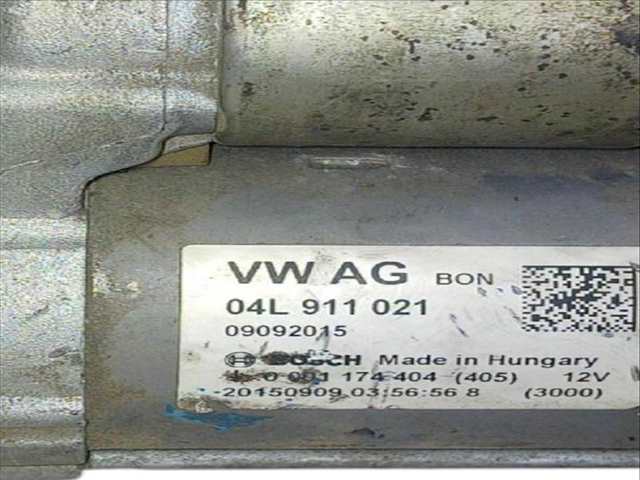 VW AG BON
04L 911 021
09092015
BOSCH Made in Hungary
0 001 174 404 (405) 12V
20150909 03:56:56 8 (3000)